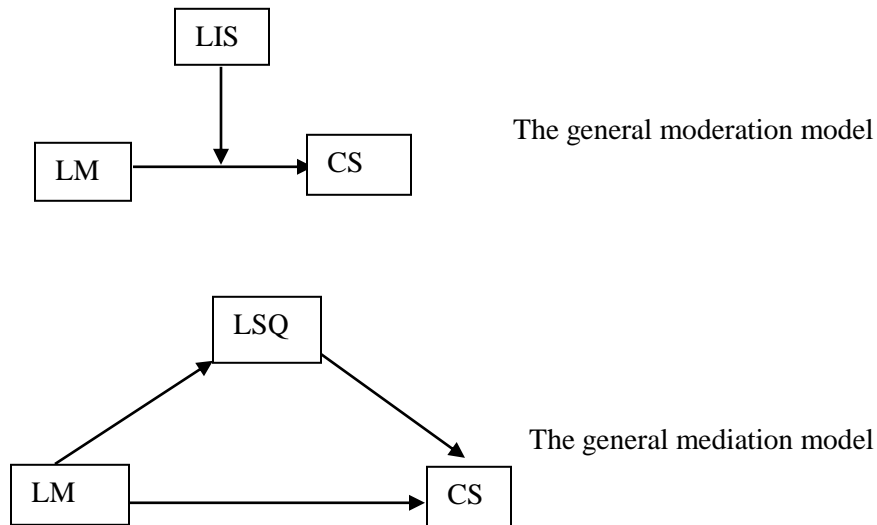 LIS
The general moderation model
LM
CS
LSQ
The general mediation model
LM
CS